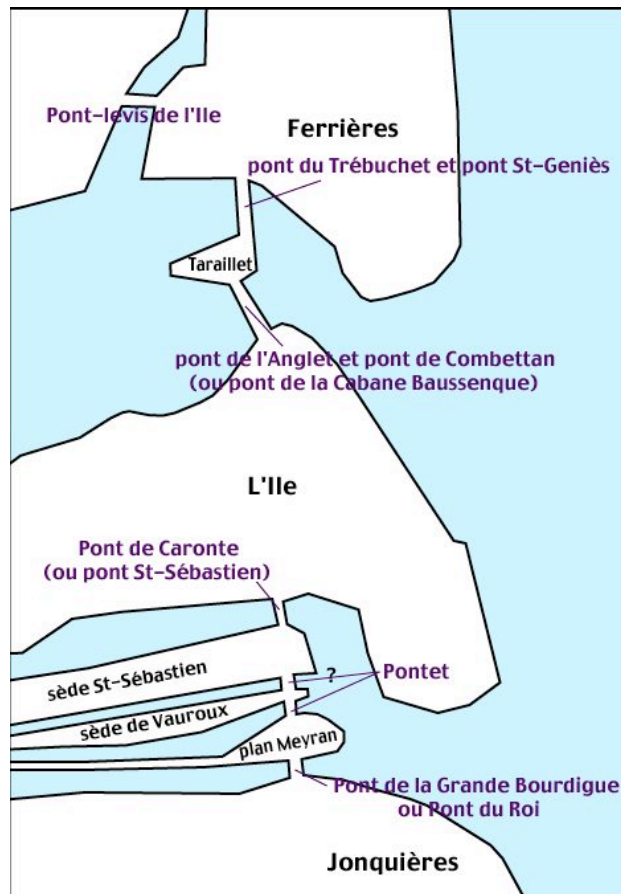 Pont-levis de l'Ile
Ferrières
pont du Trébuchet et pont St-Geniès
Taraillet
pont de l'Anglet et pont de Combettan
(ou pont de la Cabane Baussenque)
L'Ile
Pont de Caronte
(ou pont St-Sébastien)
sède St-Sébastien
?
Pontet
sède de Vauroux
plan Meyran
Pont de la Grande Bourdigue
ou Pont du Roi
Jonquières